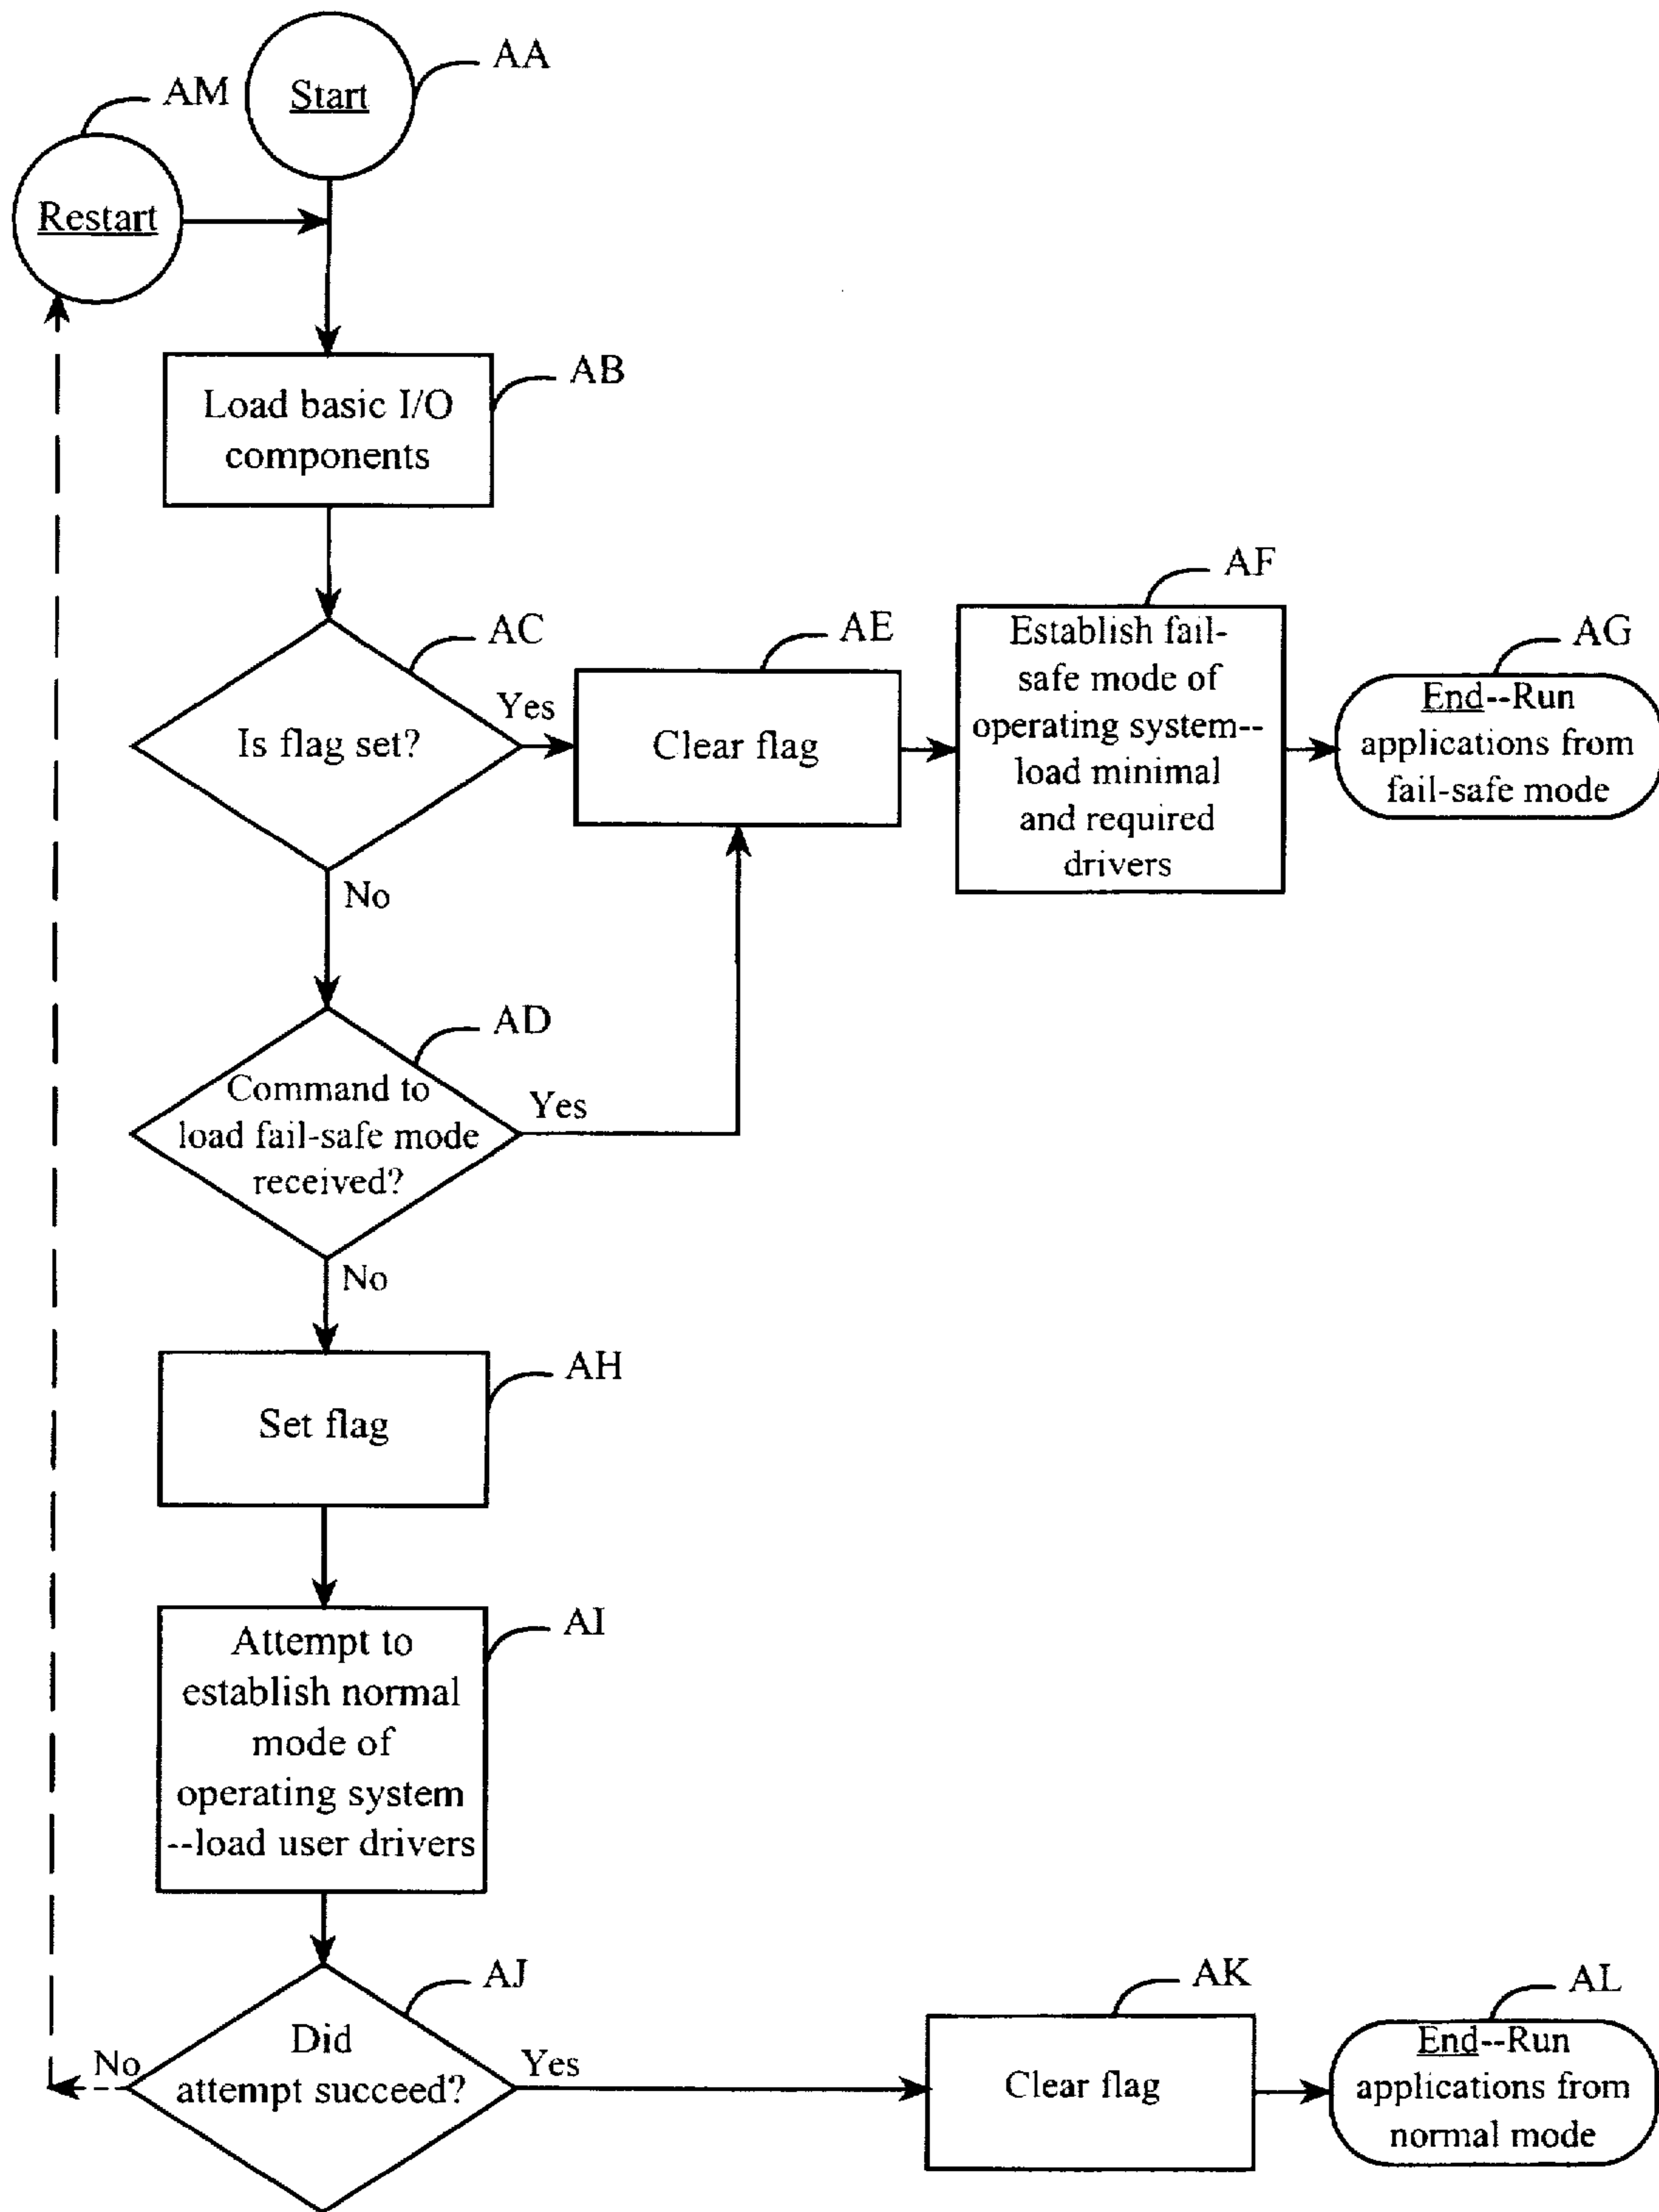 AA
Start
AM
Restart
AB
Load basic I/O
components
AC
Is flag set?
Yes
No
AE
Clear flag
AF
Establish fail-
safe mode of
operating system--
load minimal
and required
drivers
AG
End--Run
applications from
fail-safe mode
AD
Command to
load fail-safe mode
received?
Yes
No
AH
Set flag
AI
Attempt to
establish normal
mode of
operating system
--load user drivers
AJ
Did
attempt succeed?
No
Yes
AK
Clear flag
AL
End--Run
applications from
normal mode